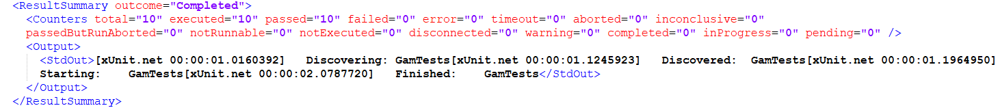 <ResultSummary outcome="Completed">
<Counters total="10" executed="10" passed="10" failed="0" error="0" timeout="0" aborted="0" inconclusive="0"
passedButRunAborted="0" notRunnable="0" notExecuted="0" disconnected="0" warning="0" completed="0" inProgress="0" pending="0" />
<Output>
<StdOut>[xUnit.net 00:00:01.0160392]   Discovering: GamTests[xUnit.net 00:00:01.1245923]   Discovered:  GamTests[xUnit.net 00:00:01.1964950]
Starting:    GamTests[xUnit.net 00:00:02.0787720]   Finished:    GamTests</StdOut>
</Output>
</ResultSummary>